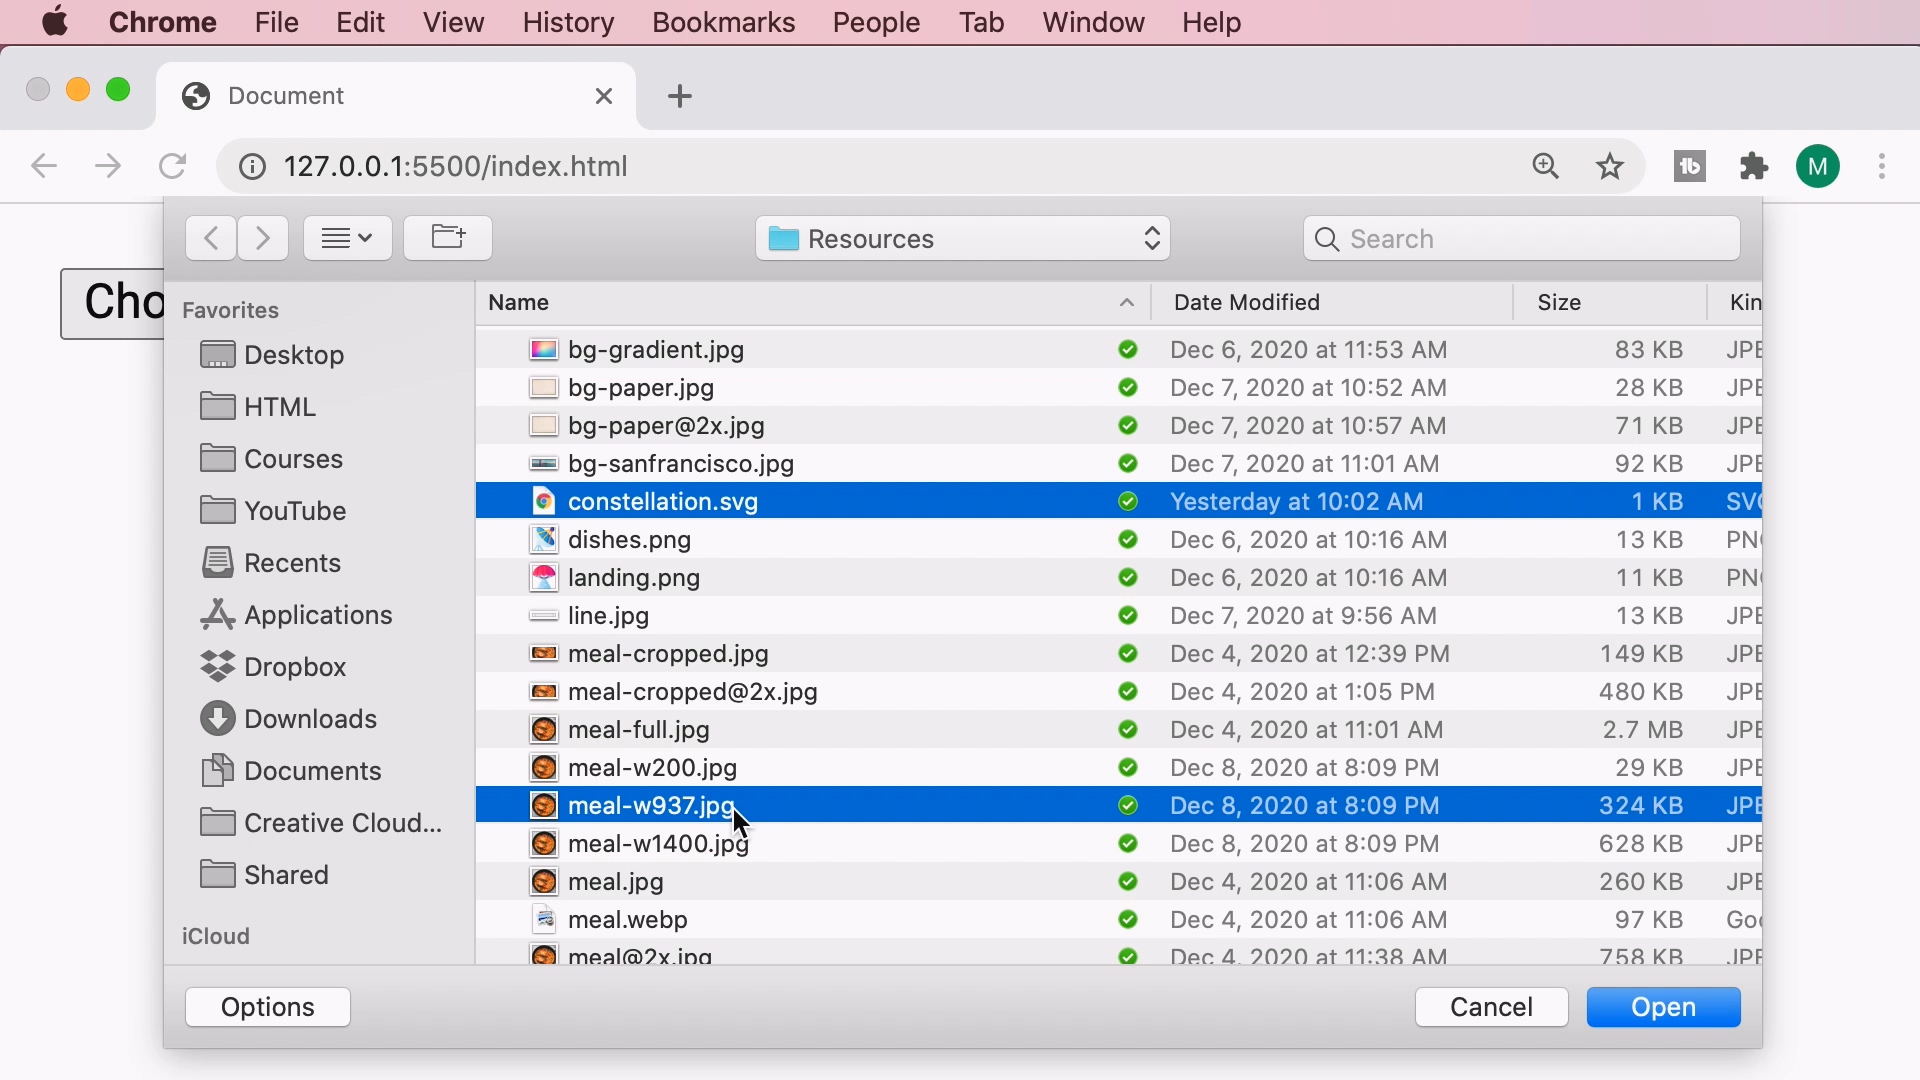 Chrome File Edit View History Bookmarks People Tab Window Help
Document
127.0.0.1:5500/index.html
tb
M
Resources
Search
Cho
Favorites
Desktop
HTML
Courses
YouTube
Recents
Applications
Dropbox
Downloads
Documents
Creative Cloud...
Shared
iCloud
Name Date Modified Size Kin
bg-gradient.jpg Dec 6, 2020 at 11:53 AM 83 KB JPE
bg-paper.jpg Dec 7, 2020 at 10:52 AM 28 KB JPE
bg-paper@2x.jpg Dec 7, 2020 at 10:57 AM 71 KB JPE
bg-sanfrancisco.jpg Dec 7, 2020 at 11:01 AM 92 KB JPE
constellation.svg Yesterday at 10:02 AM 1 KB SVG
dishes.png Dec 6, 2020 at 10:16 AM 13 KB PNG
landing.png Dec 6, 2020 at 10:16 AM 11 KB PNG
line.jpg Dec 7, 2020 at 9:56 AM 13 KB JPE
meal-cropped.jpg Dec 4, 2020 at 12:39 PM 149 KB JPE
meal-cropped@2x.jpg Dec 4, 2020 at 1:05 PM 480 KB JPE
meal-full.jpg Dec 4, 2020 at 11:01 AM 2.7 MB JPE
meal-w200.jpg Dec 8, 2020 at 8:09 PM 29 KB JPE
meal-w937.jpg Dec 8, 2020 at 8:09 PM 324 KB JPE
meal-w1400.jpg Dec 8, 2020 at 8:09 PM 628 KB JPE
meal.jpg Dec 4, 2020 at 11:06 AM 260 KB JPE
meal.webp Dec 4, 2020 at 11:06 AM 97 KB Goo
meal@2x.jpg Dec 4, 2020 at 11:38 AM 758 KB JPE
Options Cancel Open